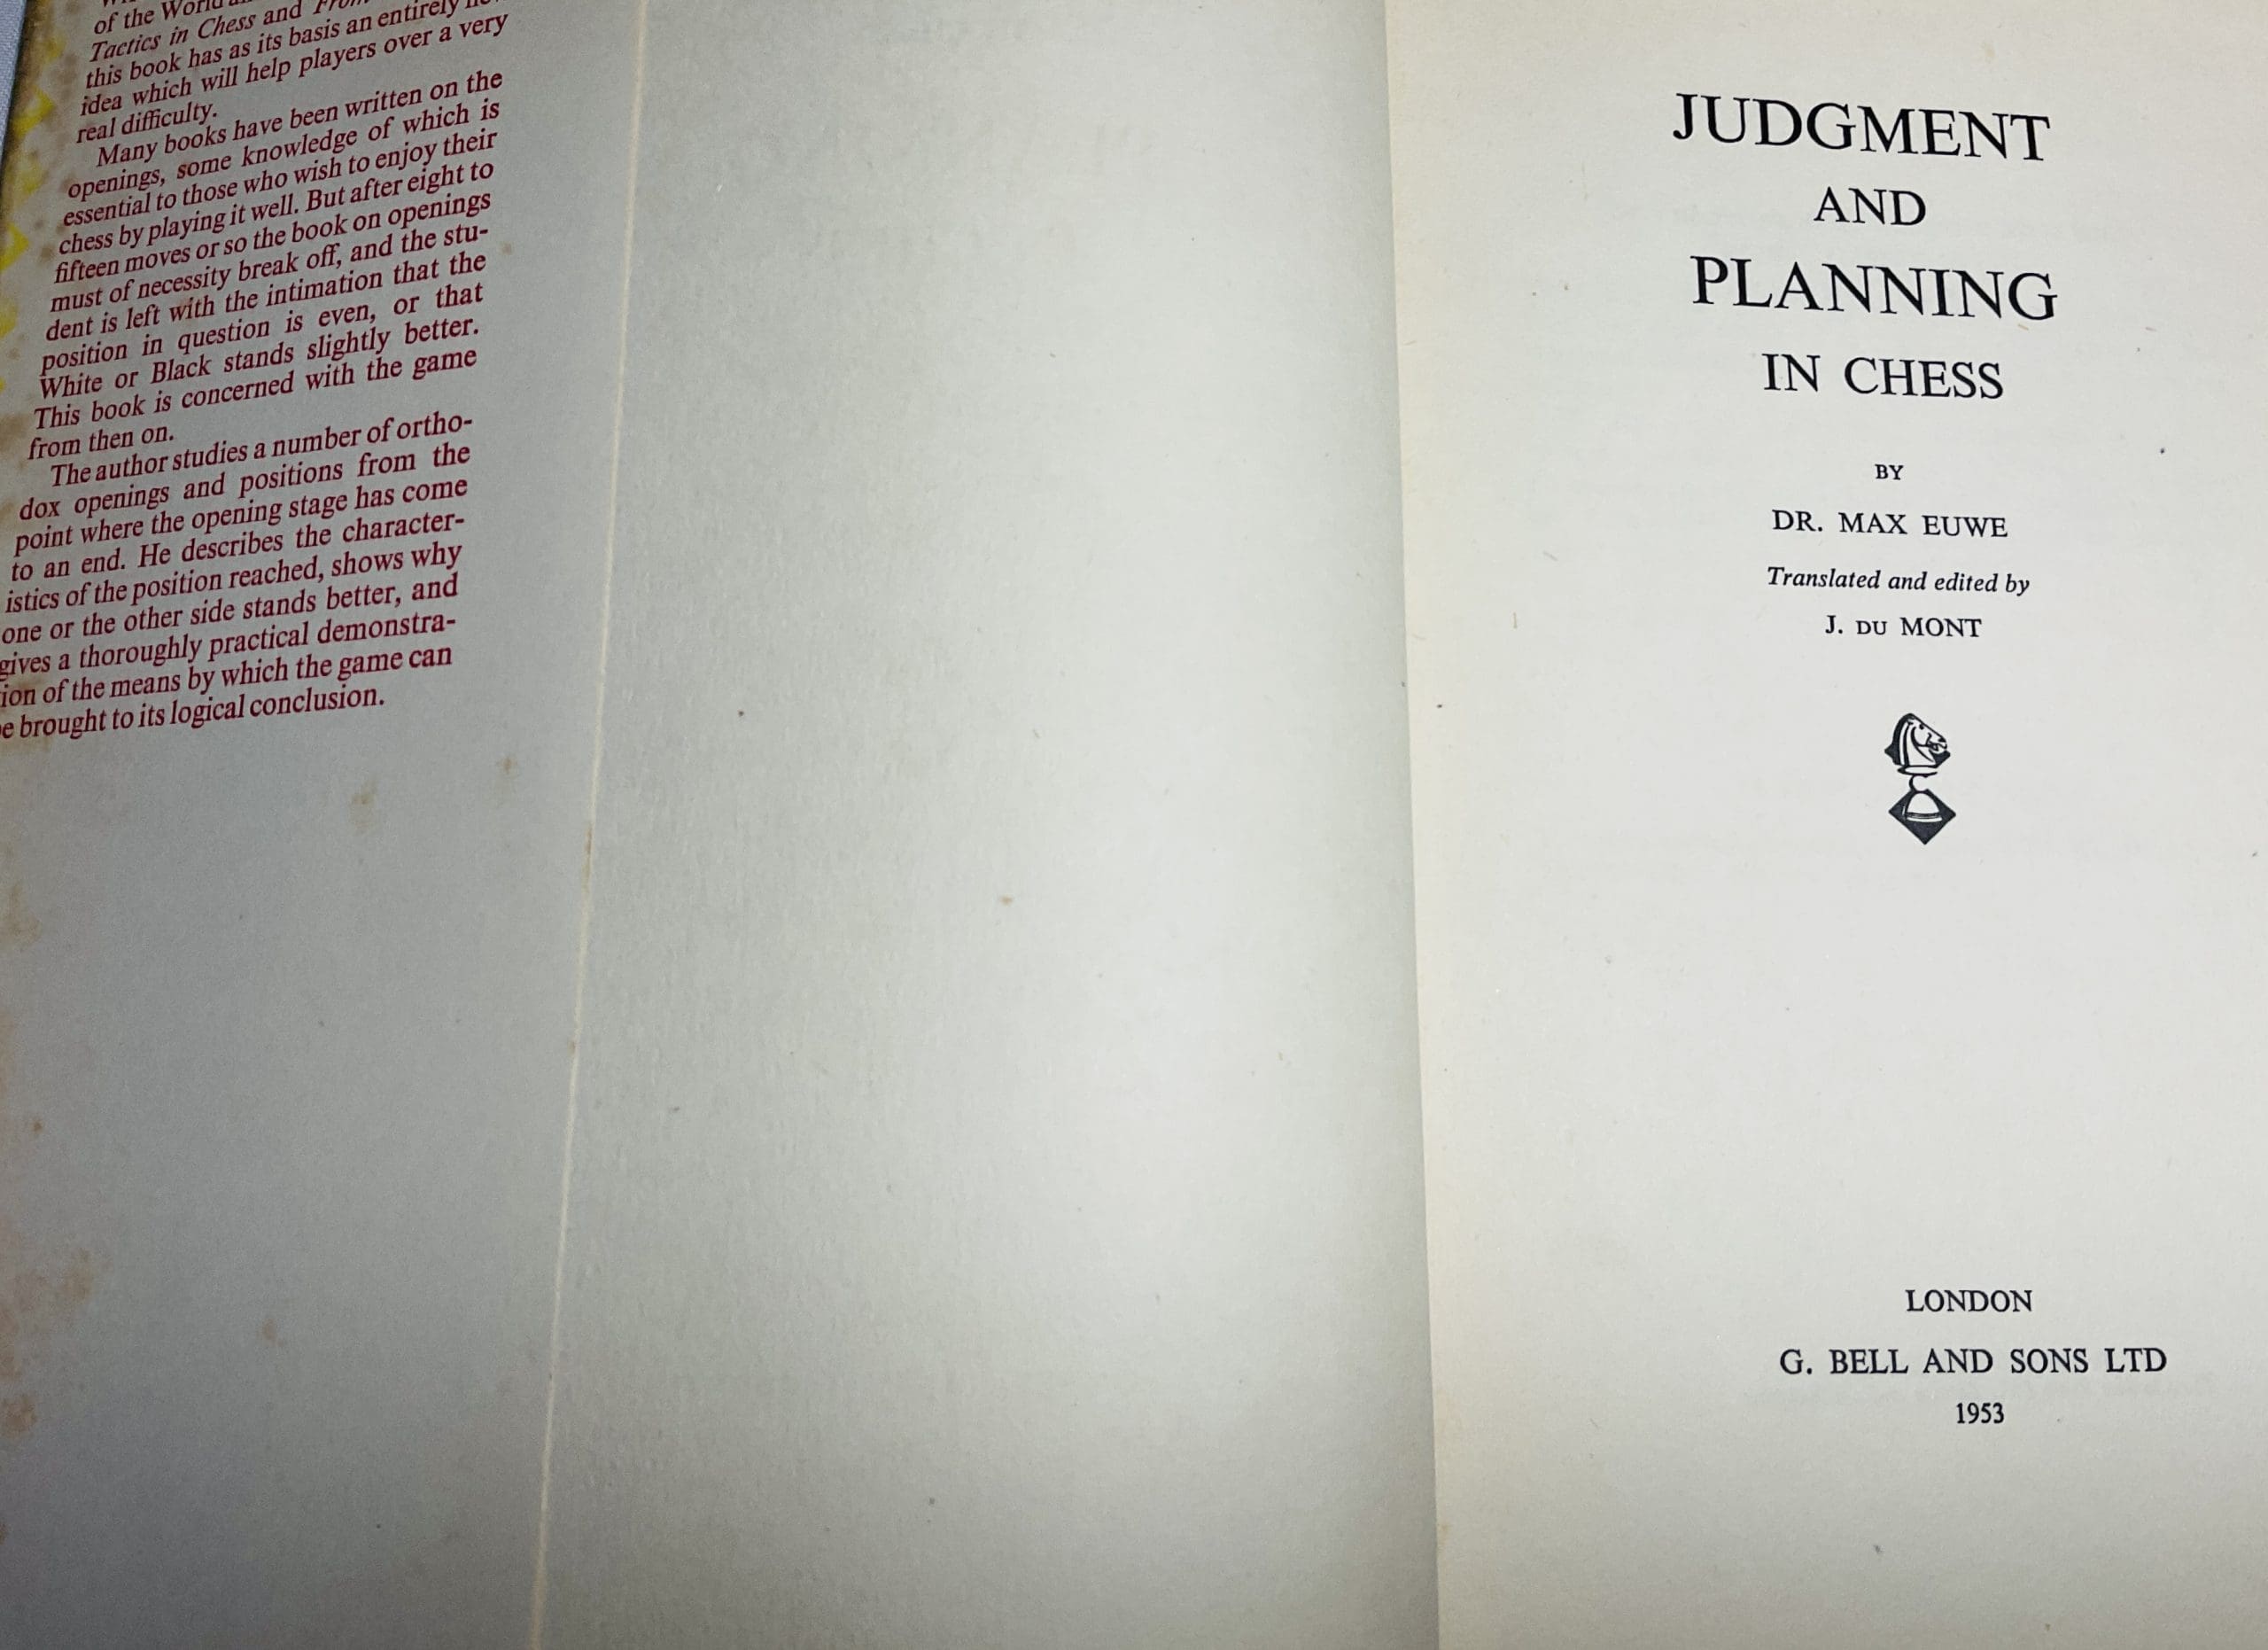 of the World
Tactics in Chess and From
this book has as its basis an entirely
idea which will help players over a very
real difficulty.
Many books have been written on the
openings, some knowledge of which is
essential to those who wish to enjoy their
chess by playing it well. But after eight to
fifteen moves or so the book on openings
must of necessity break off, and the stu-
dent is left with the intimation that the
position in question is even, or that
White or Black stands slightly better.
This book is concerned with the game
from then on.
The author studies a number of ortho-
dox openings and positions from the
point where the opening stage has come
to an end. He describes the character-
istics of the position reached, shows why
one or the other side stands better, and
gives a thoroughly practical demonstra-
ion of the means by which the game can
e brought to its logical conclusion.
JUDGMENT
AND
PLANNING
IN CHESS
BY
DR. MAX EUWE
Translated and edited by
J. DU MONT
LONDON
G. BELL AND SONS LTD
1953